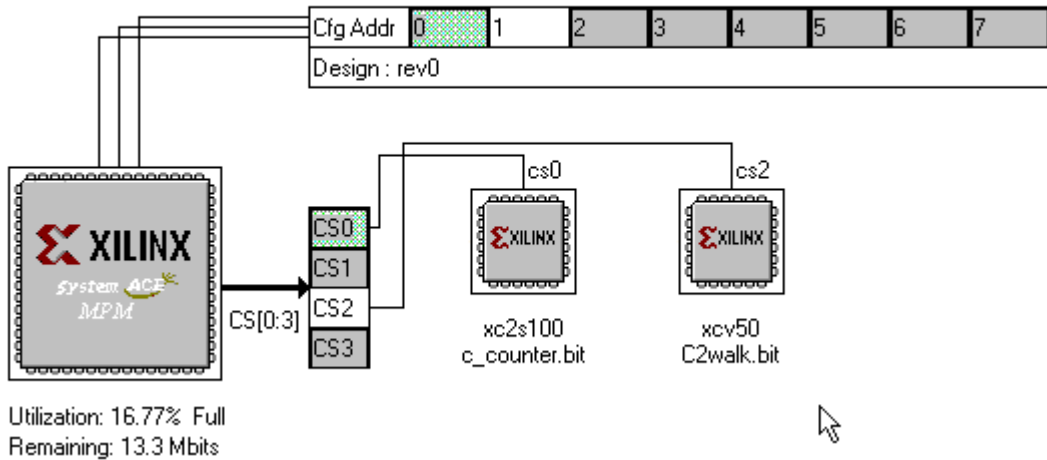 Cfg Addr 0 1 2 3 4 5 6 7
Design : rev0
cs0 cs2
XILINX
System ACE
MPM
CS[0:3]
CS0
CS1
CS2
CS3
XILINX
XILINX
xc2s100
c_counter.bit
xcv50
C2walk.bit
Utilization: 16.77% Full
Remaining: 13.3 Mbits